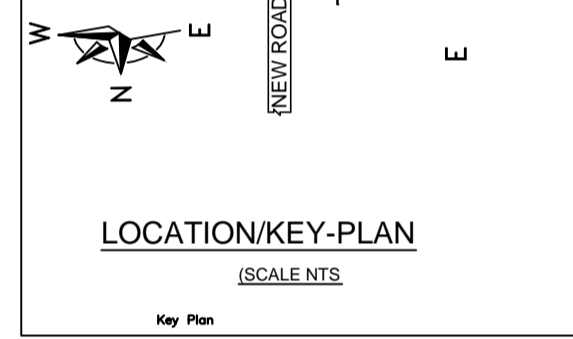 W
E
N
NEW ROAD
E
LOCATION/KEY-PLAN
(SCALE NTS
Key Plan